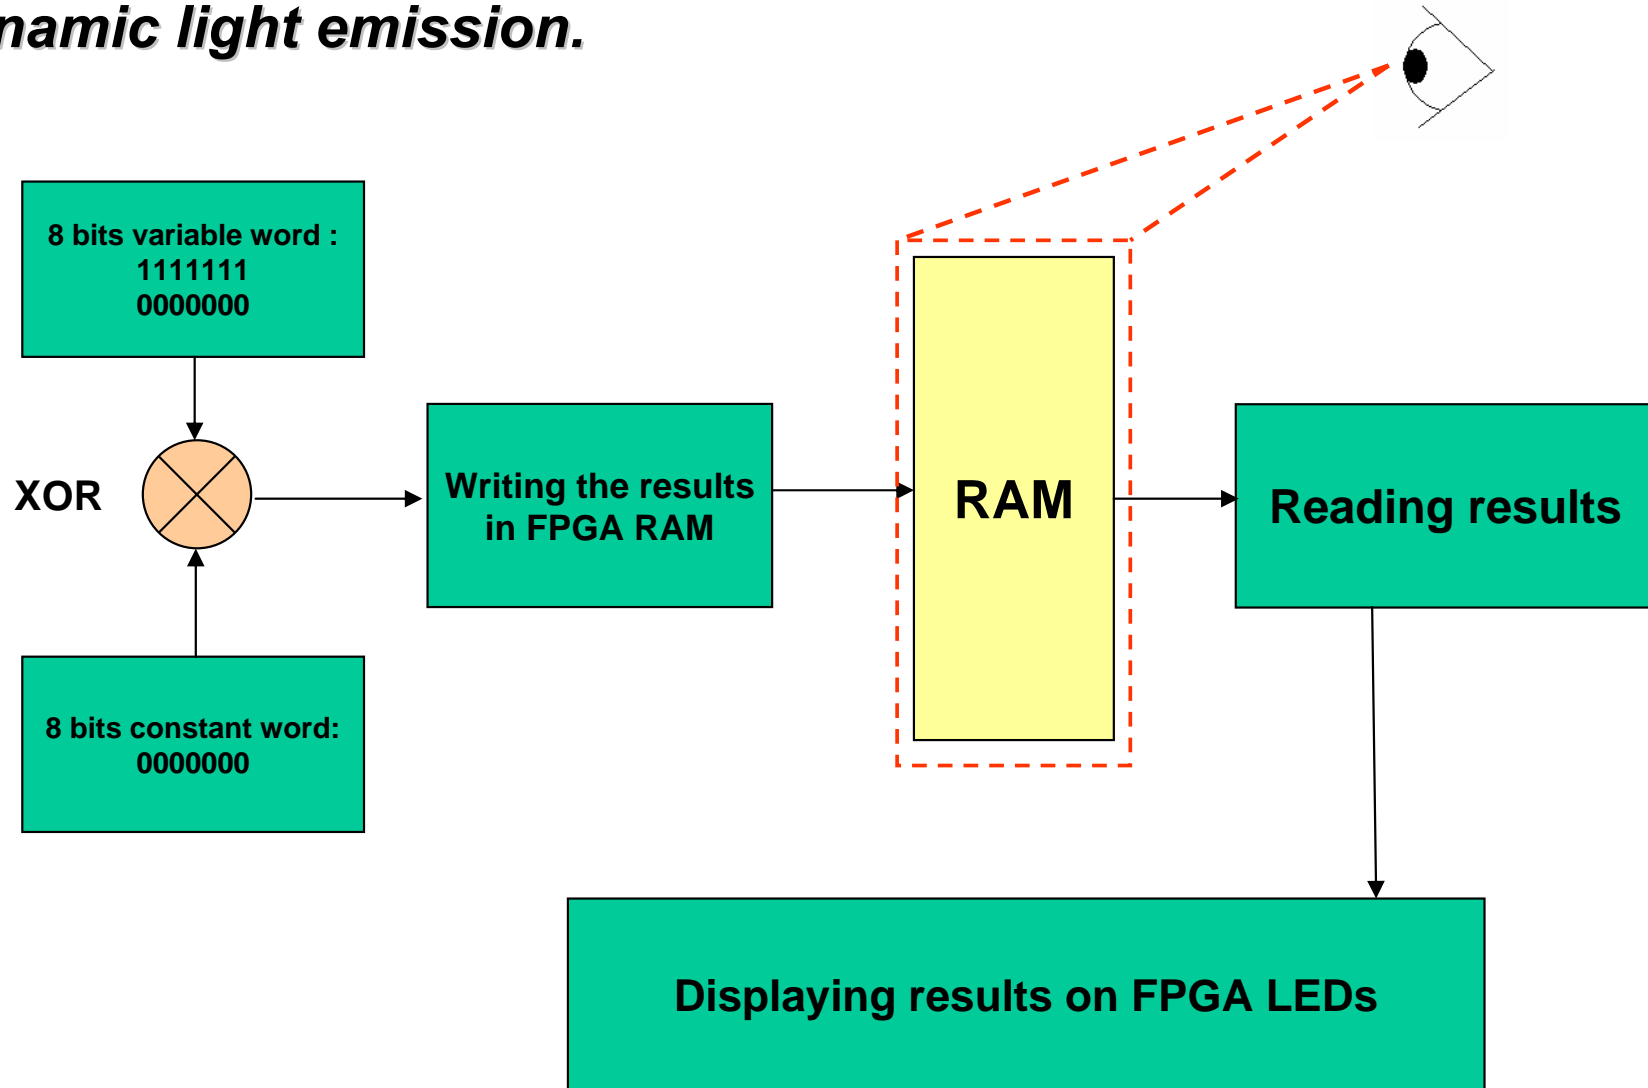 namic light emission.
8 bits variable word :
1111111
0000000
XOR
Writing the results
in FPGA RAM
RAM
Reading results
8 bits constant word:
0000000
Displaying results on FPGA LEDs